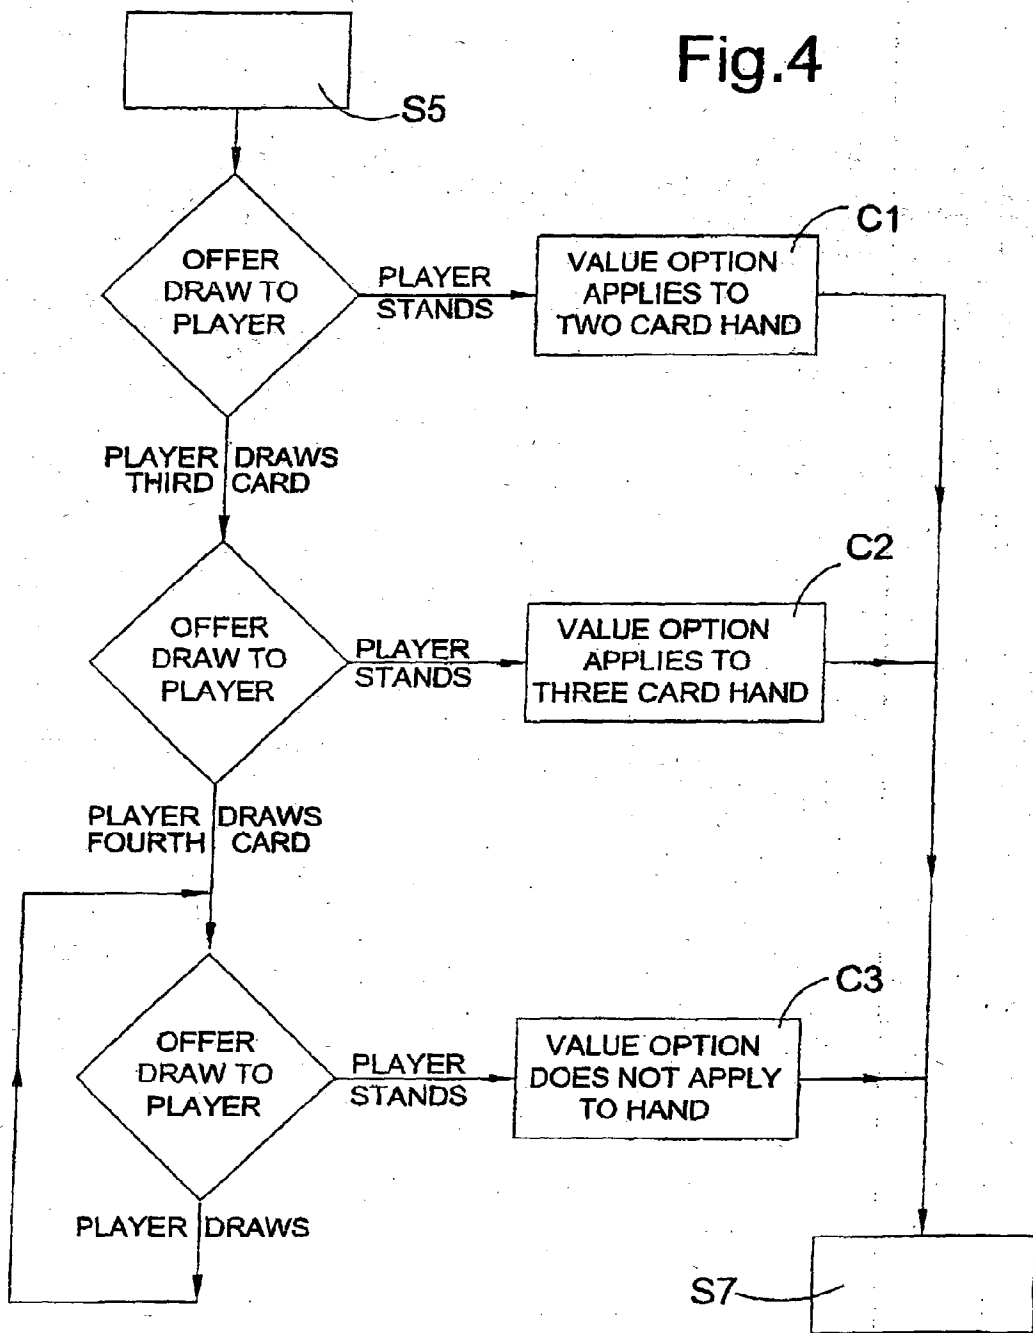 Fig.4
S5
OFFER
DRAW TO
PLAYER
PLAYER
STANDS
C1
VALUE OPTION
APPLIES TO
TWO CARD HAND
PLAYER DRAWS
THIRD CARD
C2
OFFER
DRAW TO
PLAYER
PLAYER
STANDS
VALUE OPTION
APPLIES TO
THREE CARD HAND
PLAYER DRAWS
FOURTH CARD
C3
OFFER
DRAW TO
PLAYER
PLAYER
STANDS
VALUE OPTION
DOES NOT APPLY
TO HAND
PLAYER DRAWS
S7